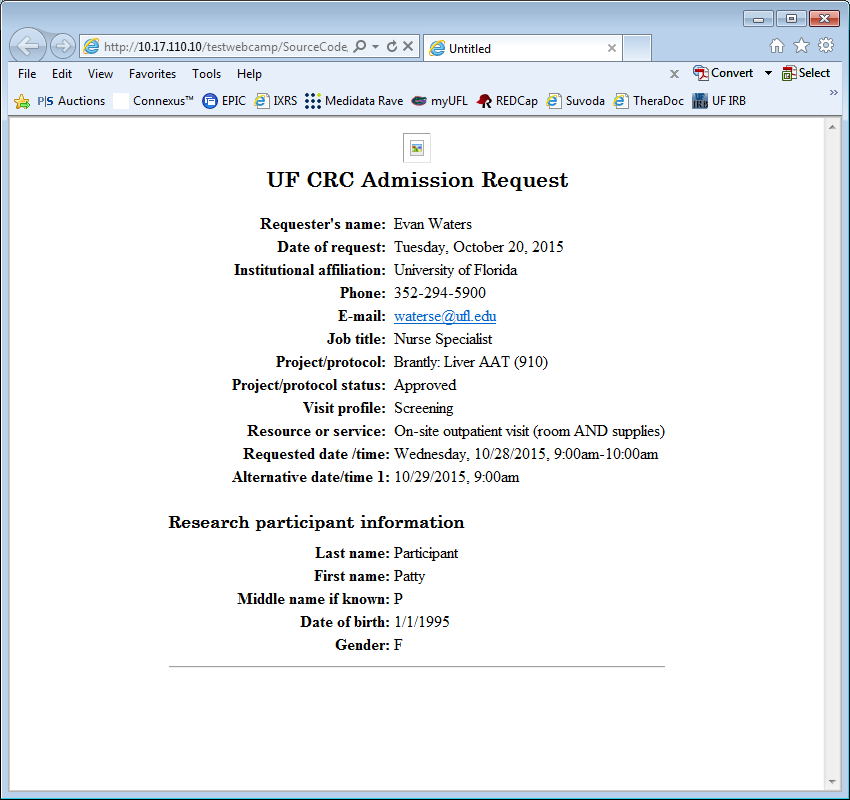 http://10.17.110.10/testwebcamp/SourceCode,
Untitled
File Edit View Favorites Tools Help
Convert Select
P|S Auctions Connexus™ EPIC IXRS Medidata Rave myUFL REDCap Suvoda TheraDoc IRB UF IRB
UF CRC Admission Request
Requester's name: Evan Waters
Date of request: Tuesday, October 20, 2015
Institutional affiliation: University of Florida
Phone: 352-294-5900
E-mail: waterse@ufl.edu
Job title: Nurse Specialist
Project/protocol: Brantly: Liver AAT (910)
Project/protocol status: Approved
Visit profile: Screening
Resource or service: On-site outpatient visit (room AND supplies)
Requested date /time: Wednesday, 10/28/2015, 9:00am-10:00am
Alternative date/time 1: 10/29/2015, 9:00am
Research participant information
Last name: Participant
First name: Patty
Middle name if known: P
Date of birth: 1/1/1995
Gender: F